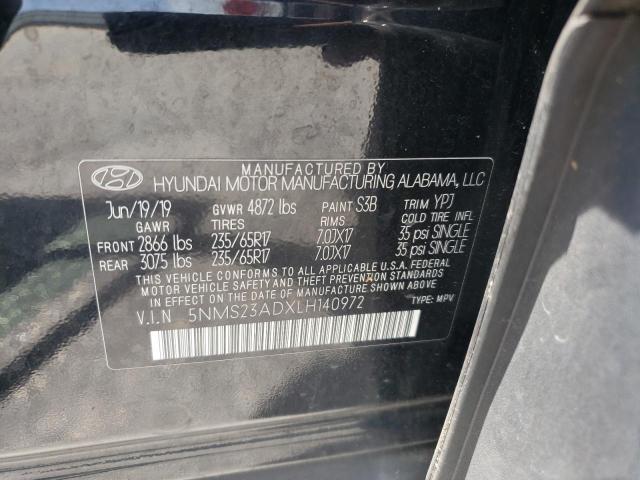 MANUFACTURED BY
HYUNDAI MOTOR MANUFACTURING ALABAMA, LLC
Jun/19/19 GVWR 4872 lbs PAINT S3B TRIM YPJ
GAWR TIRES RIMS COLD TIRE INFL
FRONT 2866 lbs 235/65R17 7.0JX17 35 psi SINGLE
REAR 3075 lbs 235/65R17 7.0JX17 35 psi SINGLE
THIS VEHICLE CONFORMS TO ALL APPLICABLE U.S.A. FEDERAL
MOTOR VEHICLE SAFETY AND THEFT PREVENTION STANDARDS
IN EFFECT ON THE DATE OF MANUFACTURE SHOWN ABOVE.
V.I.N 5NMS23ADXLH140972 TYPE: MPV